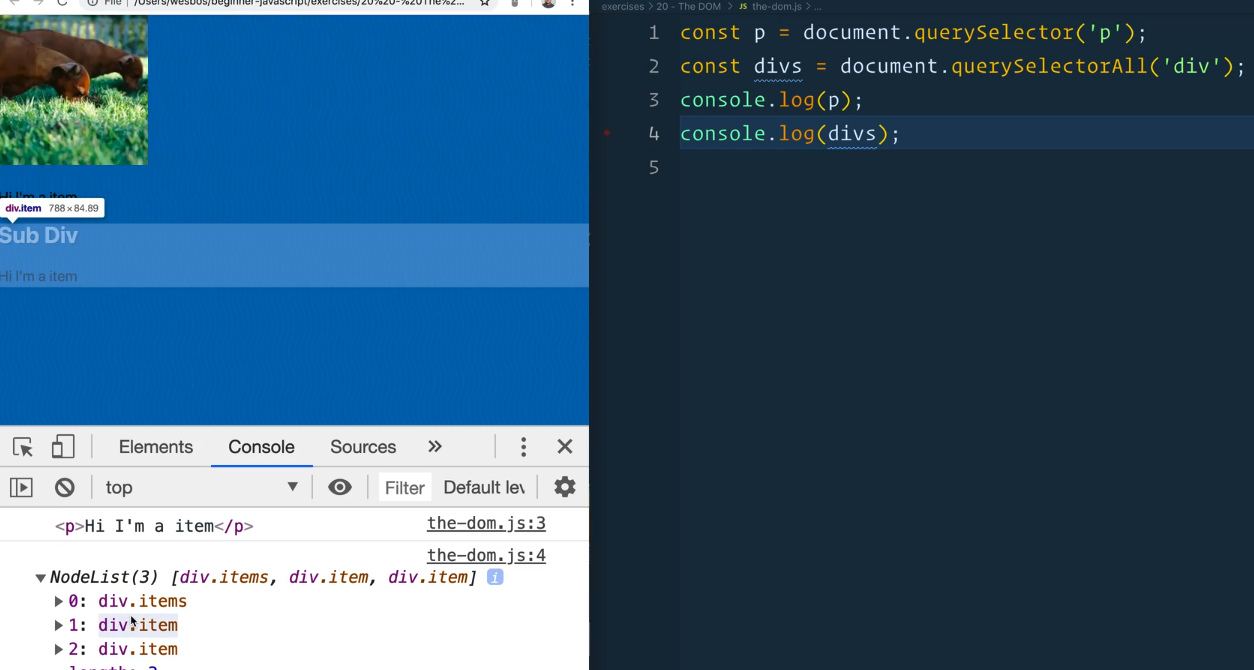 File | /Users/wesbos/beginner-javascript/exercises/20%20-%20The%2...
Hi I'm a item
div.item 788 × 84.89
Sub Div
Hi I'm a item
Elements Console Sources »
top ▼ Filter Default lev
<p>Hi I'm a item</p> the-dom.js:3
the-dom.js:4
▼NodeList(3) [div.items, div.item, div.item] i
▶0: div.items
▶1: div.item
▶2: div.item
length: 3
exercises > 20 - The DOM > JS the-dom.js > ...
1 const p = document.querySelector('p');
2 const divs = document.querySelectorAll('div');
3 console.log(p);
4 console.log(divs);
5